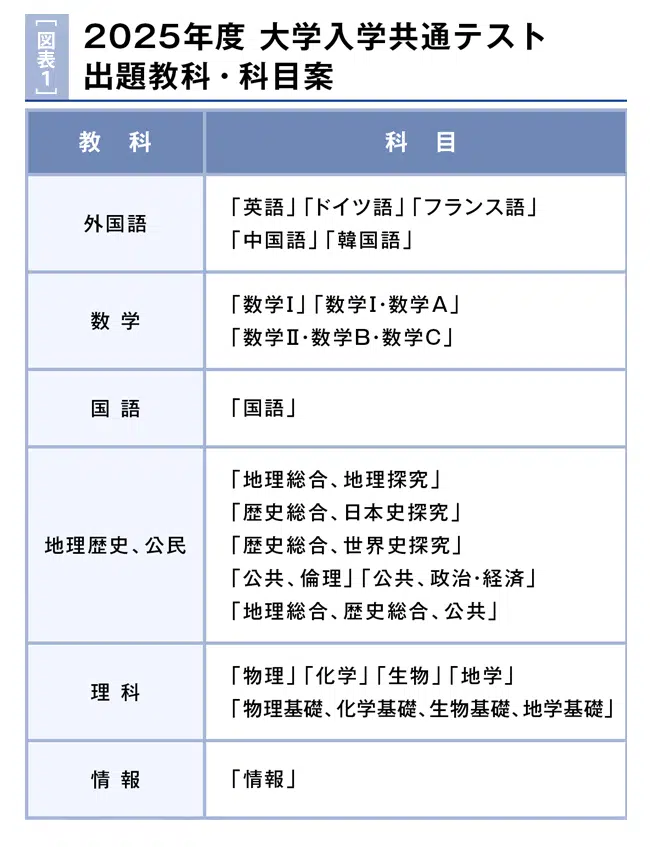 ［図表1］
2025年度 大学入学共通テスト
出題教科・科目案
教 科
科 目
外国語
「英語」「ドイツ語」「フランス語」
「中国語」「韓国語」
数 学
「数学Ⅰ」「数学Ⅰ・数学A」
「数学Ⅱ・数学B・数学C」
国 語
「国語」
地理歴史、公民
「地理総合、地理探究」
「歴史総合、日本史探究」
「歴史総合、世界史探究」
「公共、倫理」「公共、政治・経済」
「地理総合、歴史総合、公共」
理 科
「物理」「化学」「生物」「地学」
「物理基礎、化学基礎、生物基礎、地学基礎」
情 報
「情報」